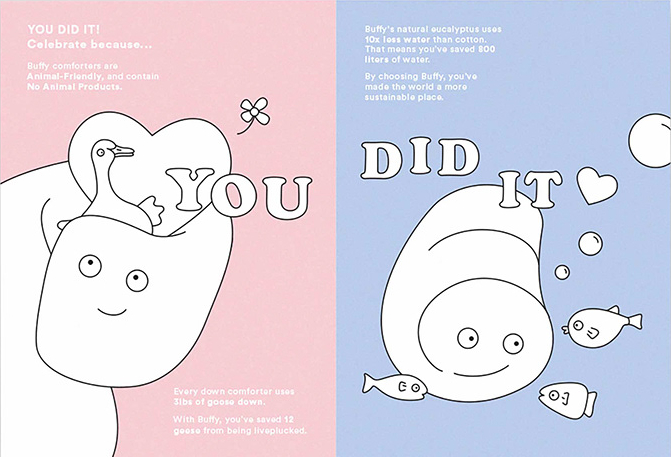 YOU DID IT!
Celebrate because...
Buffy comforters are
Animal-Friendly, and contain
No Animal Products.
YOU
Every down comforter uses
3lbs of goose down.
With Buffy, you've saved 12
geese from being liveplucked.
Buffy's natural eucalyptus uses
10x less water than cotton.
That means you've saved 800
liters of water.
By choosing Buffy, you've
made the world a more
sustainable place.
DID
IT